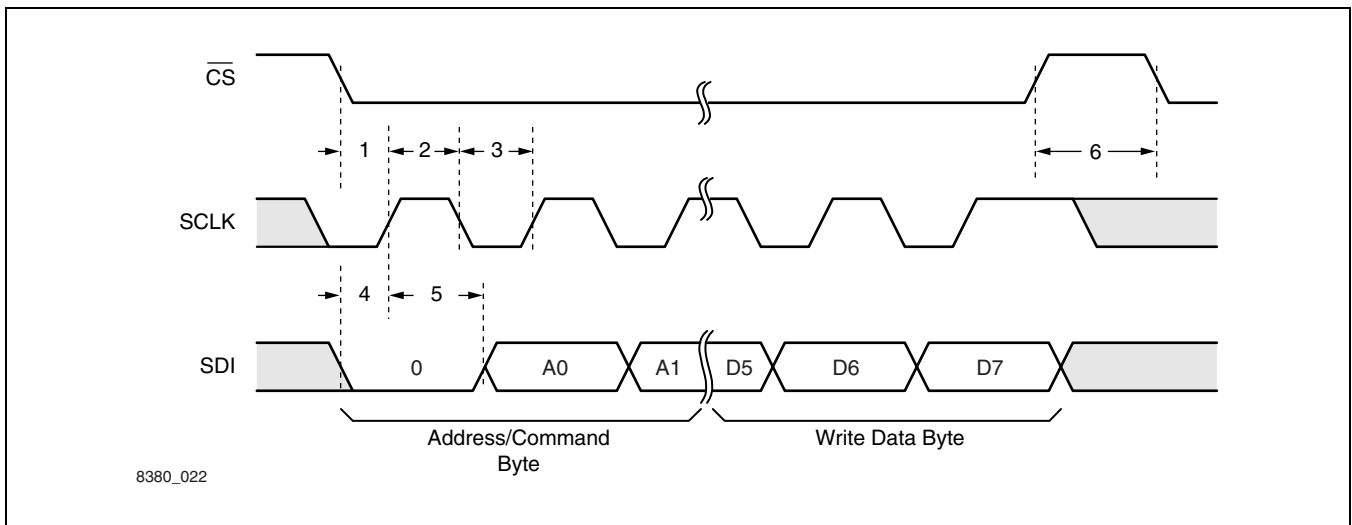 CS
1 2 3 6
SCLK
4 5
SDI 0 A0 A1 D5 D6 D7
Address/Command
Byte
Write Data Byte
8380_022